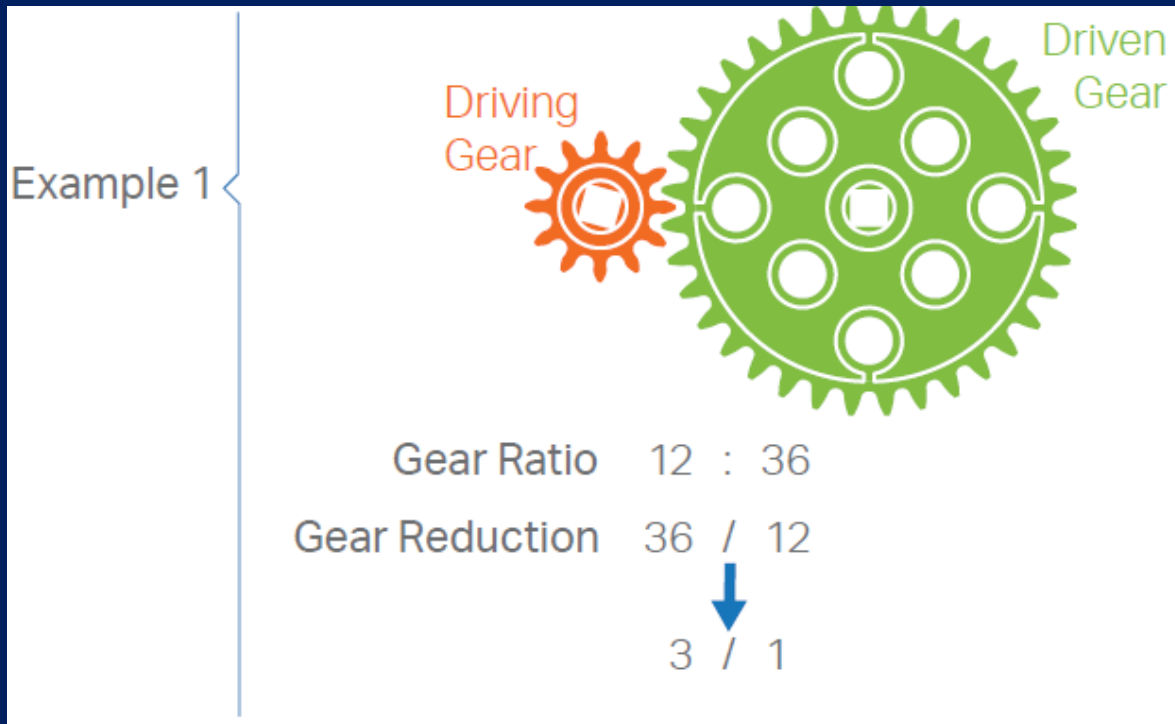 Driven
Gear
Driving
Gear
Example 1
Gear Ratio 12 : 36
Gear Reduction 36 / 12
3 / 1